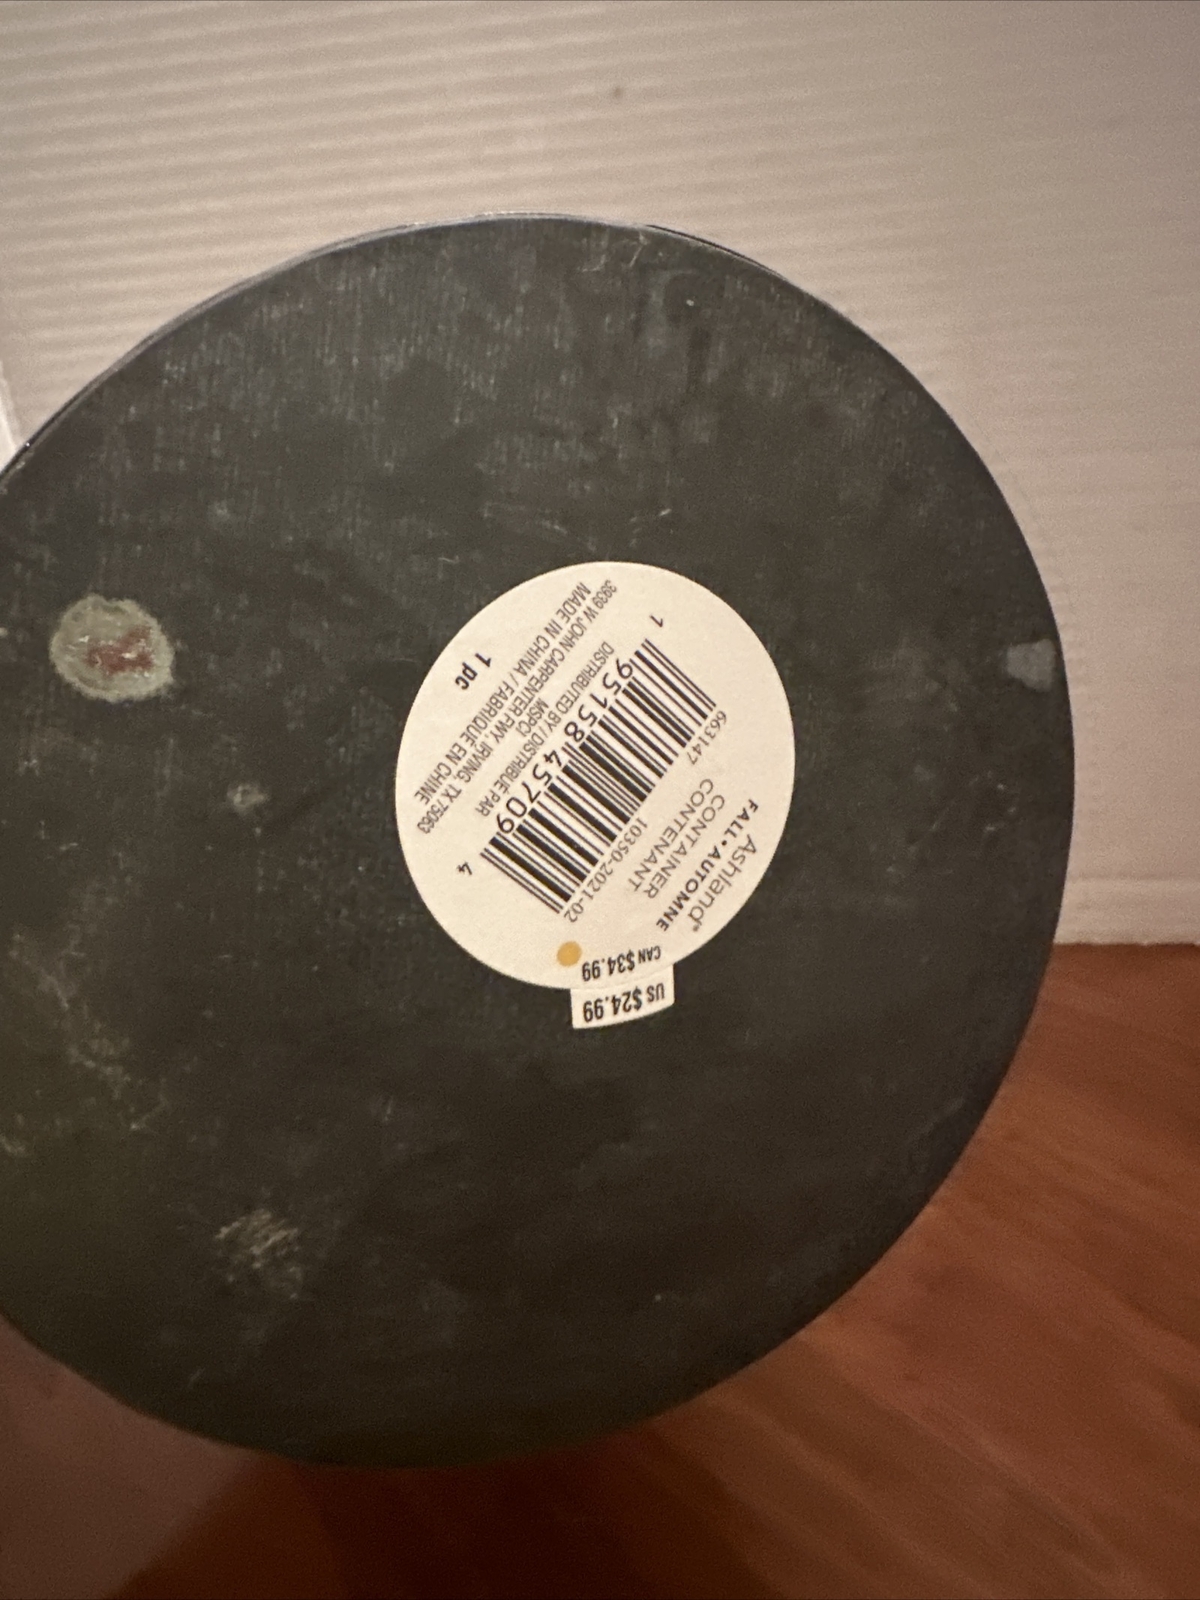 Ashland™
FALL • AUTOMNE
CONTAINER
CONTENANT
663147 10350-2021-02
1 95158 45709 4
DISTRIBUTED BY / DISTRIBUÉ PAR
MSPCI
3939 W JOHN CARPENTER FWY, IRVING, TX 75063
MADE IN CHINA / FABRIQUÉ EN CHINE
1 pc
CAN $34.99
US $24.99